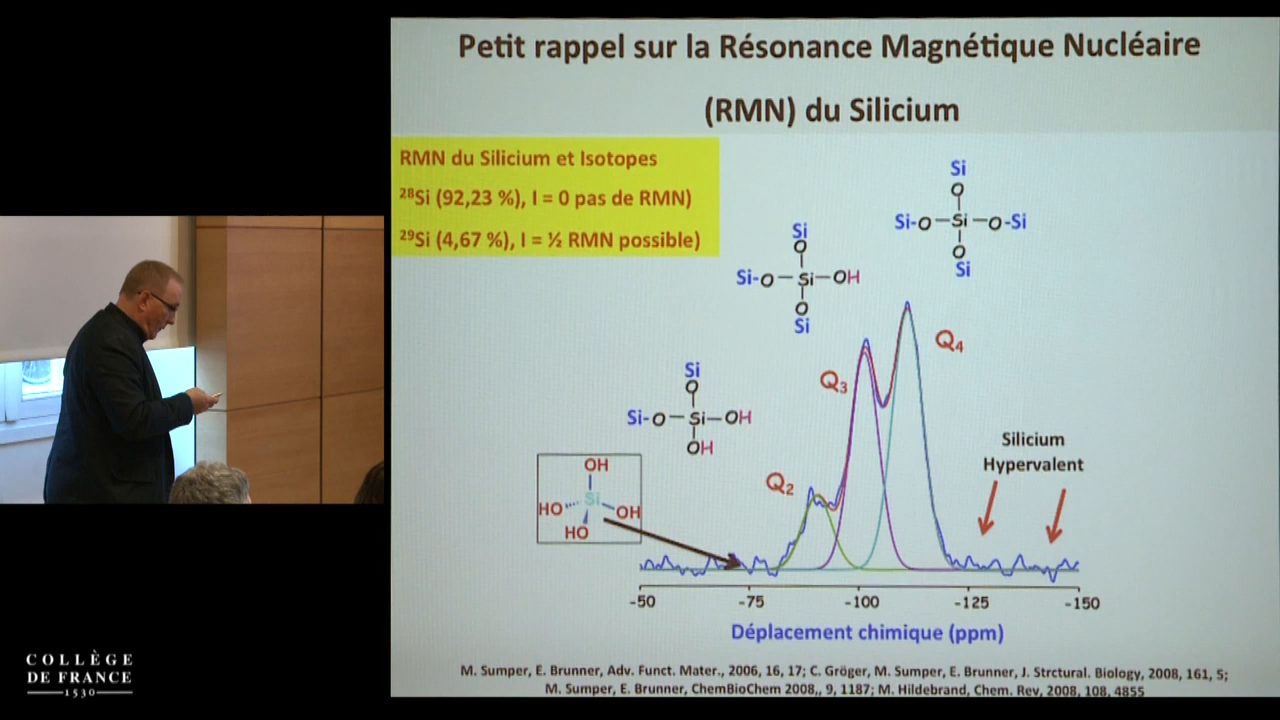 Petit rappel sur la Résonance Magnétique Nucléaire
(RMN) du Silicium
RMN du Silicium et Isotopes
²⁸Si (92,23 %), I = 0 pas de RMN)
²⁹Si (4,67 %), I = ½ RMN possible)
Si
O
Si-O—Si—O-Si
O
Si
Si
O
Si-O—Si—OH
O
Si
Q₄
Q₃
Si
O
Si-O—Si—OH
OH
Silicium
Hypervalent
Q₂
OH
Si
HO
OH
HO
-50
-75
-100
-125
-150
Déplacement chimique (ppm)
M. Sumper, E. Brunner, Adv. Funct. Mater., 2006, 16, 17; C. Gröger, M. Sumper, E. Brunner, J. Strctural. Biology, 2008, 161, 5;
M. Sumper, E. Brunner, ChemBioChem 2008,, 9, 1187; M. Hildebrand, Chem. Rev, 2008, 108, 4855
COLLÈGE
DE FRANCE
1530